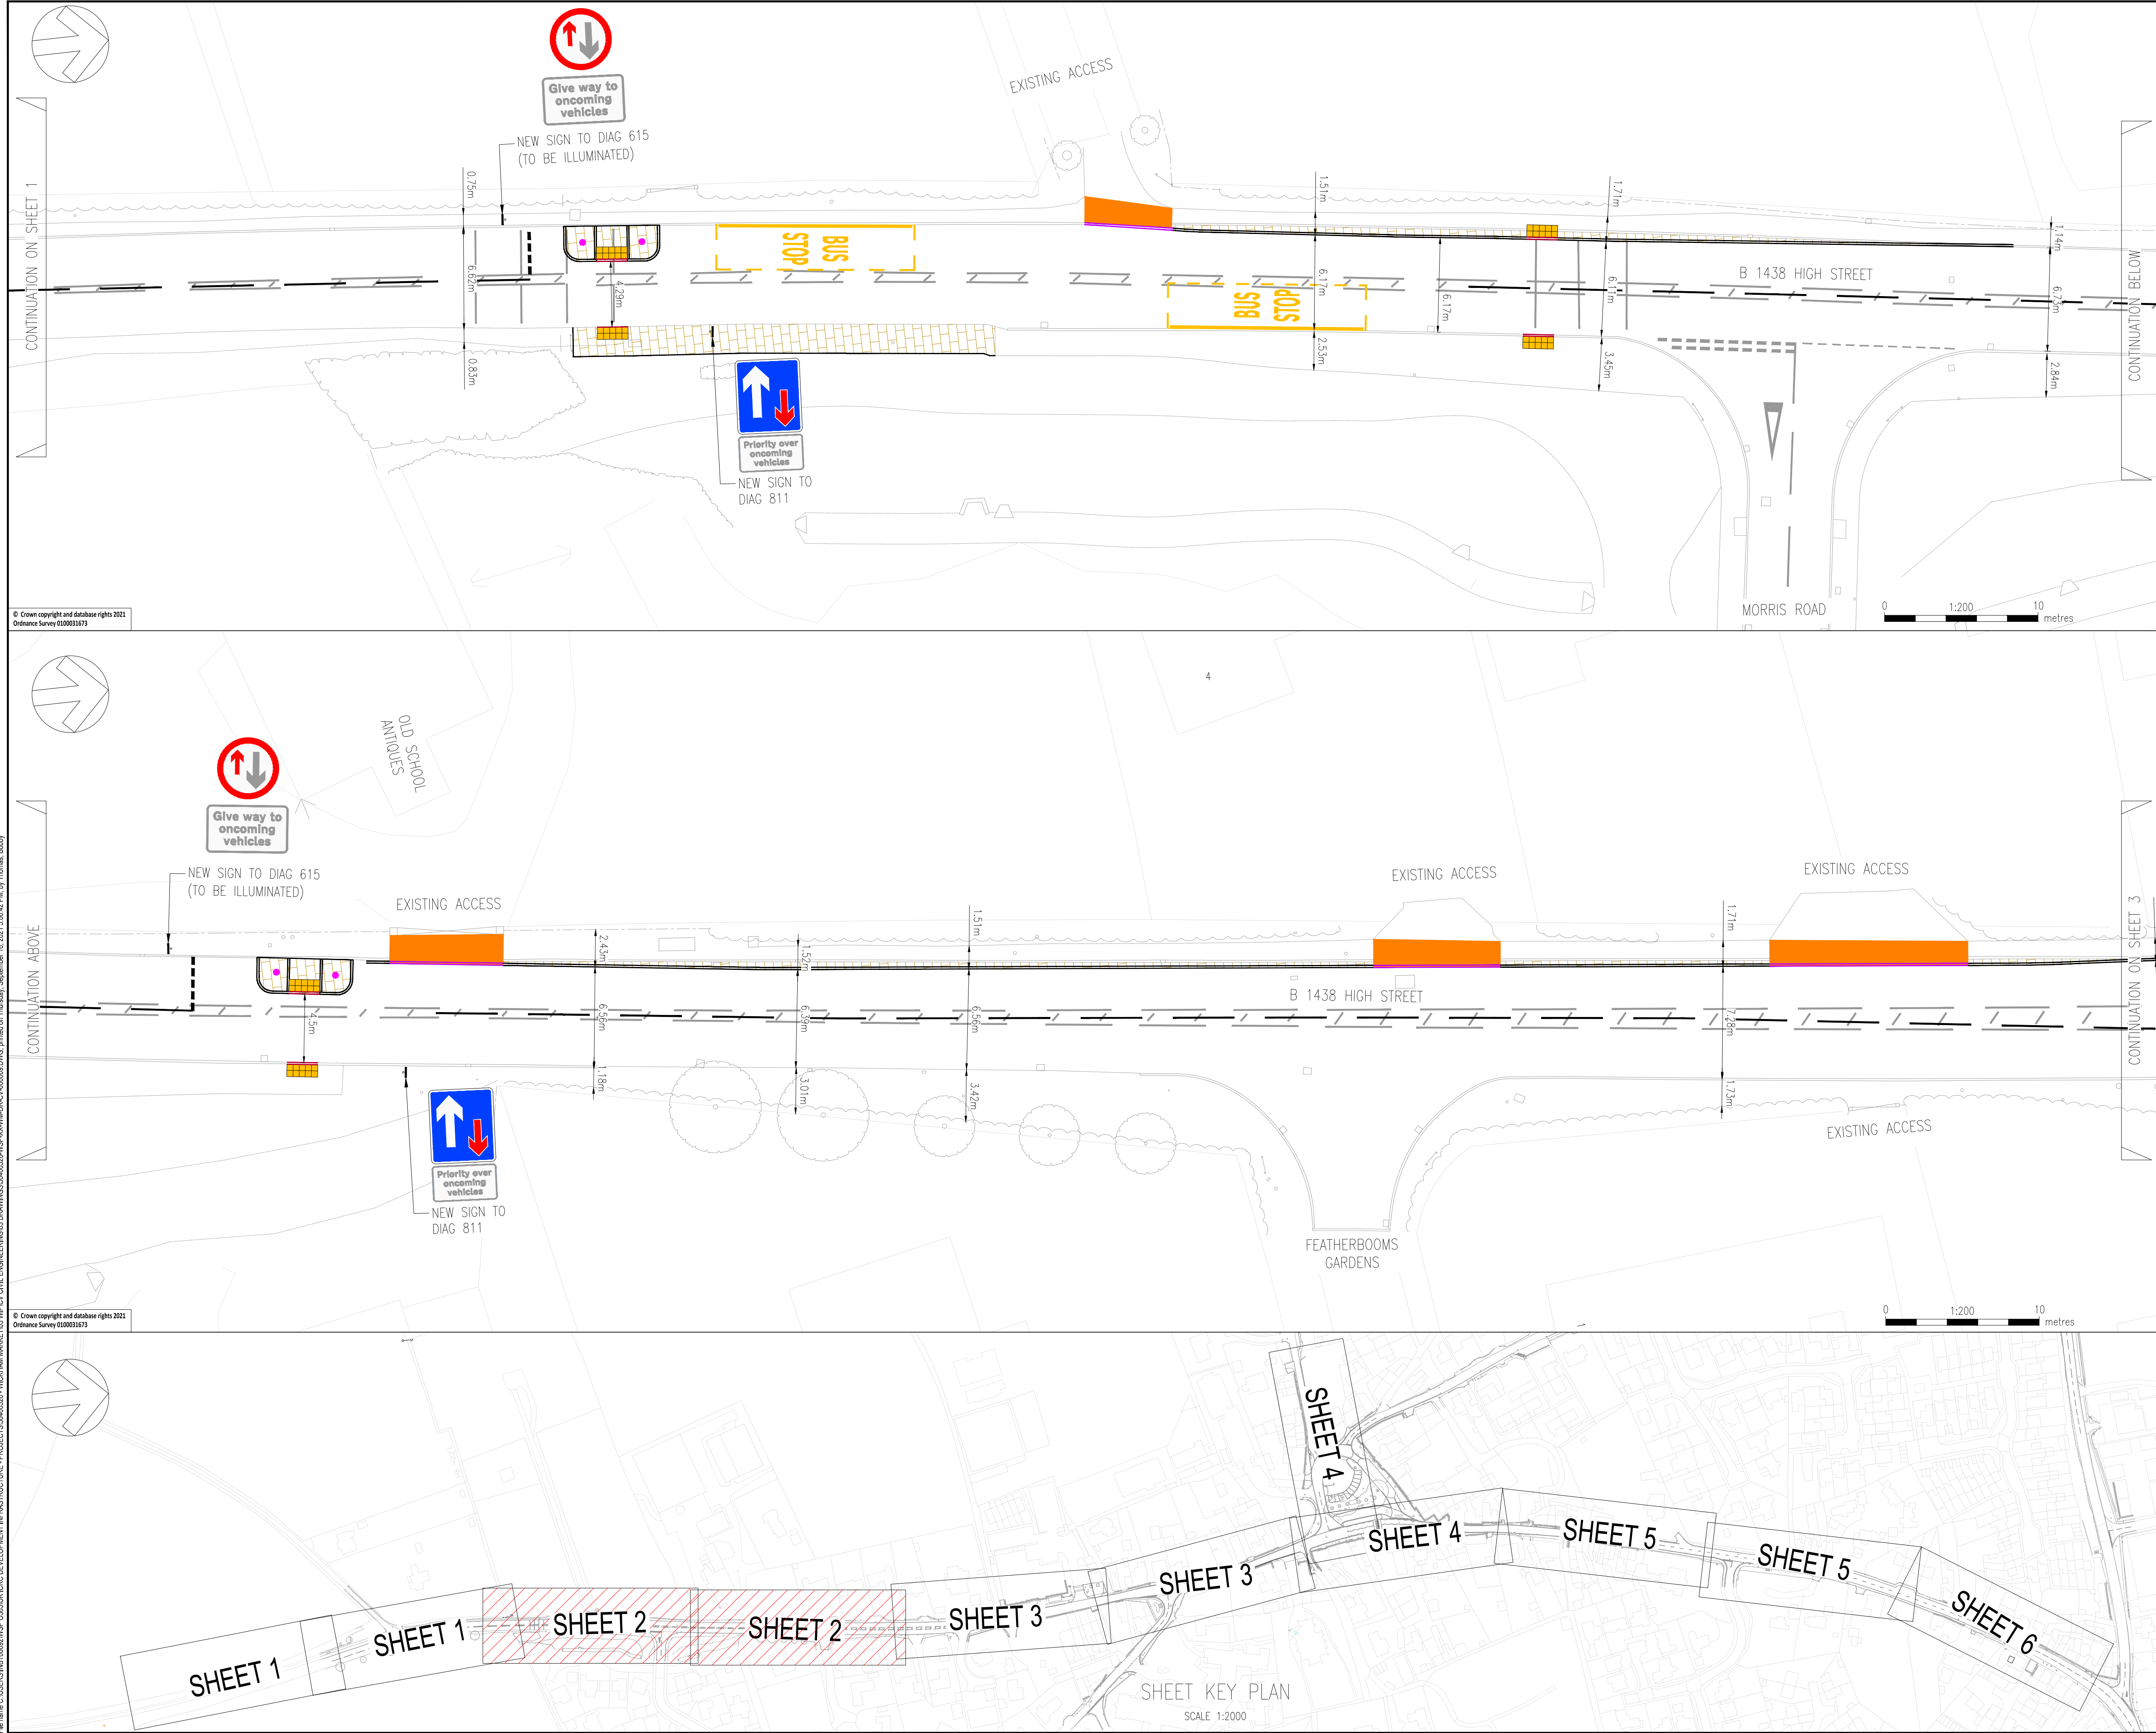 Give way to
oncoming
vehicles
NEW SIGN TO DIAG 615
(TO BE ILLUMINATED)
EXISTING ACCESS
CONTINUATION ON SHEET 1
0.75m
6.62m
0.83m
4.29m
BUS
STOP
BUS
STOP
1.51m
6.17m
2.53m
6.17m
1.71m
6.11m
3.45m
B 1438 HIGH STREET
1.14m
6.73m
2.84m
CONTINUATION BELOW
Priority over
oncoming
vehicles
NEW SIGN TO
DIAG 811
MORRIS ROAD
0 1:200 10
metres
© Crown copyright and database rights 2021
Ordnance Survey 0100031673
4
OLD SCHOOL
ANTIQUES
Give way to
oncoming
vehicles
NEW SIGN TO DIAG 615
(TO BE ILLUMINATED)
EXISTING ACCESS
EXISTING ACCESS
EXISTING ACCESS
CONTINUATION ABOVE
4.5m
2.43m
6.56m
1.18m
1.52m
6.39m
3.01m
1.51m
6.56m
3.42m
B 1438 HIGH STREET
1.71m
7.28m
1.73m
CONTINUATION ON SHEET 3
EXISTING ACCESS
Priority over
oncoming
vehicles
NEW SIGN TO
DIAG 811
FEATHERBOOMS
GARDENS
0 1:200 10
metres
© Crown copyright and database rights 2021
Ordnance Survey 0100031673
SHEET 1
SHEET 1
SHEET 2
SHEET 2
SHEET 3
SHEET 3
SHEET 4
SHEET 4
SHEET 5
SHEET 5
SHEET 6
SHEET KEY PLAN
SCALE 1:2000